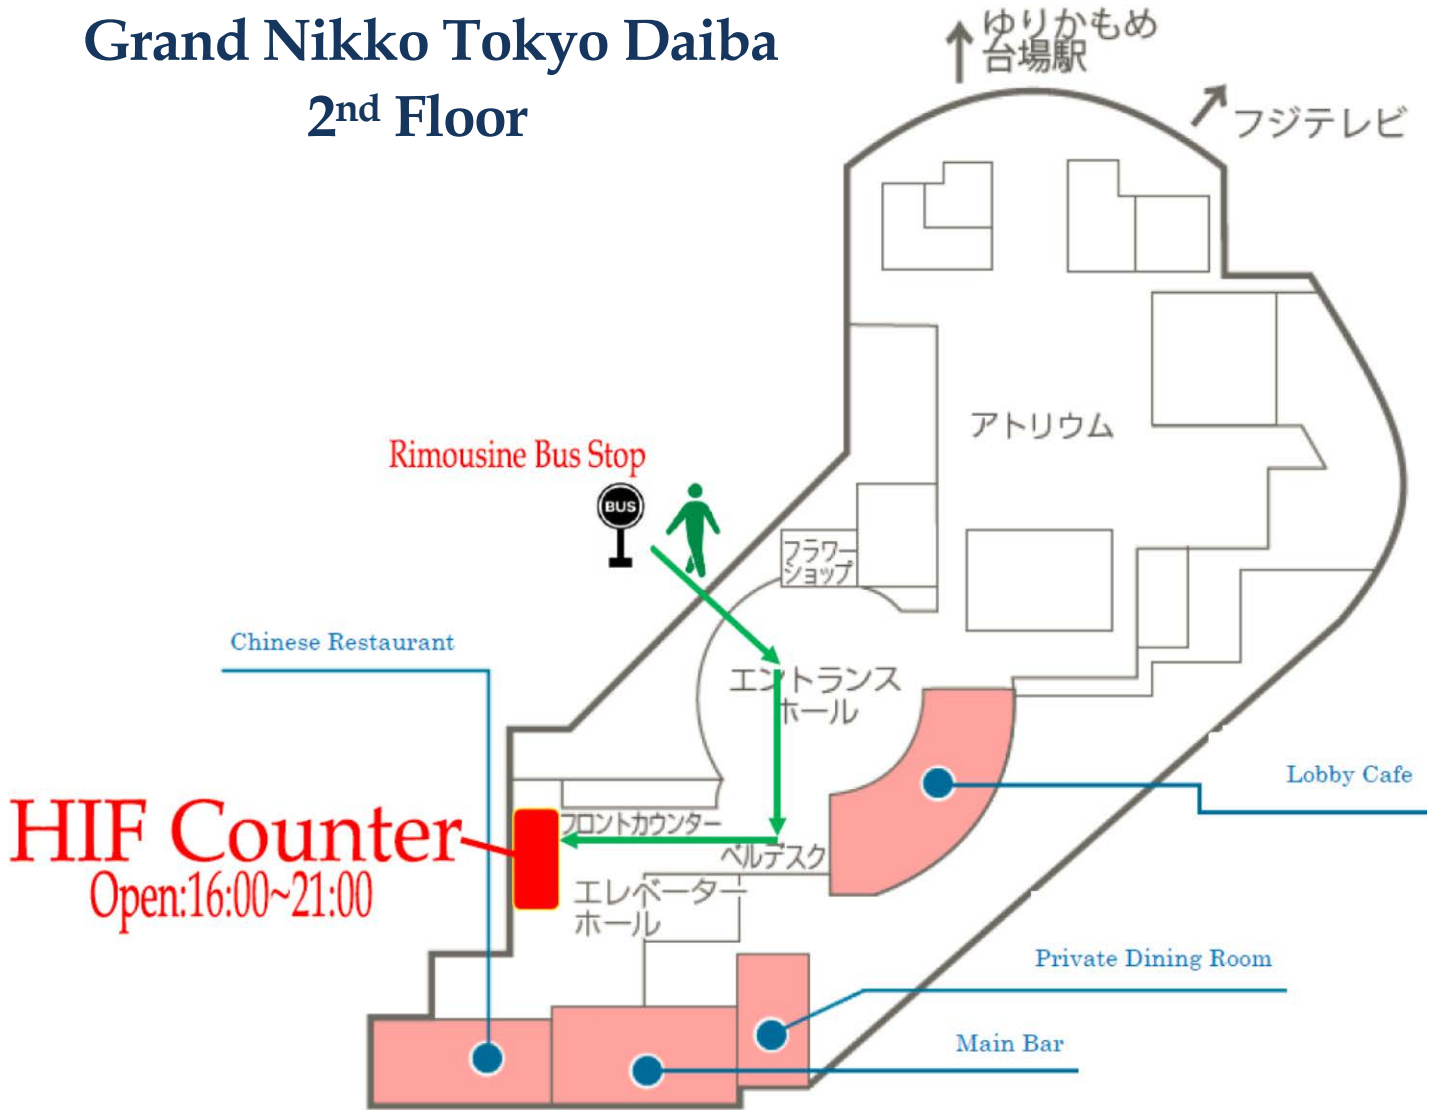 Grand Nikko Tokyo Daiba
2nd Floor
ゆりかもめ
台場駅
フジテレビ
アトリウム
Rimousine Bus Stop
BUS
フラワー
ショップ
Chinese Restaurant
エントランス
ホール
Lobby Cafe
HIF Counter
Open:16:00~21:00
フロントカウンター
ベルデスク
エレベーター
ホール
Private Dining Room
Main Bar